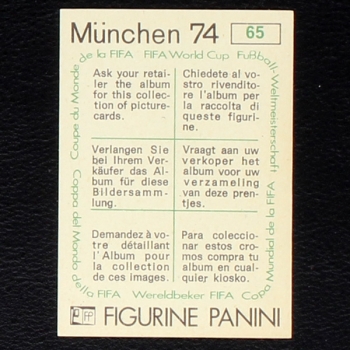 München 74
65
de la FIFA FIFA World Cup Fußball-Weltmeisterschaft
Coupe du Monde
Ask your retai-
ler the album
for this collection
of picture-
cards.
Chiedete al vo-
stro rivenditore
l'album per
la raccolta di
queste figuri-
ne.
Verlangen Sie
bei Ihrem Ver-
käufer das Al-
bum für diese
Bildersamm-
lung.
Vraagt aan uw
verkoper het
album voor uw
verzameling
van deze pren-
tjes.
Demandez à vo-
tre détaillant
l'Album pour
la collection
de ces images.
Para coleccio-
nar estos cro-
mos compra tu
album en cual-
quier kiosko.
Coppa del Mondo
della FIFA Wereldbeker FIFA Copa
Mundial de la FIFA
FP FIGURINE PANINI